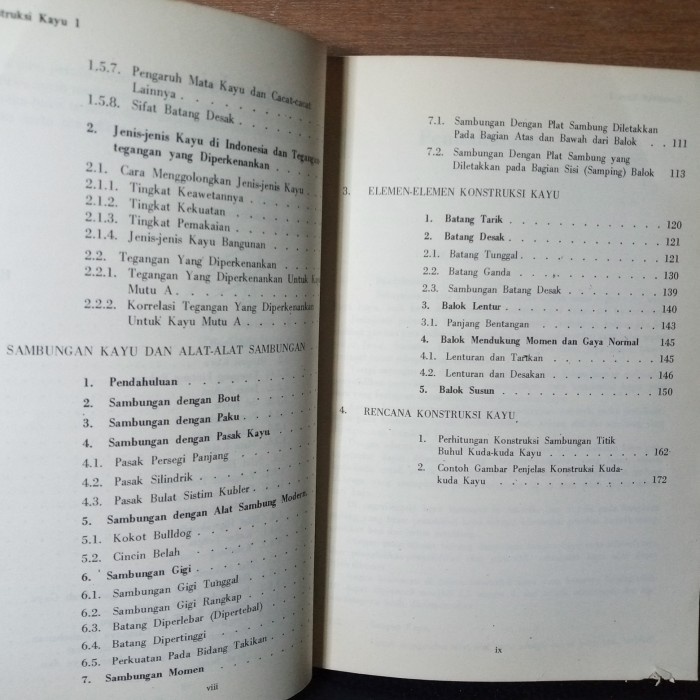 truksi Kayu 1
1.5.7. Pengaruh Mata Kayu dan Cacat-cacat
Lainnya . . . . . . . .
1.5.8. Sifat Batang Desak . . . . . .
2. Jenis-jenis Kayu di Indonesia dan Tegangan
tegangan yang Diperkenankan . . . .
2.1. Cara Menggolongkan Jenis-jenis Kayu .
2.1.1. Tingkat Keawetannya . . . . .
2.1.2. Tingkat Kekuatan . . . . . .
2.1.3. Tingkat Pemakaian . . . . . .
2.1.4. Jenis-jenis Kayu Bangunan . . . .
2.2. Tegangan Yang Diperkenankan . . . .
2.2.1. Tegangan Yang Diperkenankan Untuk
Mutu A . . . . . . . . .
2.2.2. Korrelasi Tegangan Yang Diperkenankan
Untuk Kayu Mutu A . . . . .
SAMBUNGAN KAYU DAN ALAT-ALAT SAMBUNGAN
1. Pendahuluan . . . . . . . .
2. Sambungan dengan Bout . . . . .
3. Sambungan dengan Paku . . . . .
4. Sambungan dengan Pasak Kayu . . .
4.1. Pasak Persegi Panjang . . . . .
4.2. Pasak Silindrik . . . . . . .
4.3. Pasak Bulat Sistim Kubler . . . .
5. Sambungan dengan Alat Sambung Modern.
5.1. Kokot Bulldog . . . . . . .
5.2. Cincin Belah . . . . . . . .
6. Sambungan Gigi . . . . . . .
6.1. Sambungan Gigi Tunggal . . . . .
6.2. Sambungan Gigi Rangkap . . . . .
6.3. Batang Diperlebar (Dipertebal) . . .
6.4. Batang Dipertinggi . . . . . .
6.5. Perkuatan Pada Bidang Takikan . . .
7. Sambungan Momen . . . . . .
viii
7.1. Sambungan Dengan Plat Sambung Diletakkan
Pada Bagian Atas dan Bawah dari Balok . . 111
7.2. Sambungan Dengan Plat Sambung yang
Diletakkan pada Bagian Sisi (Samping) Balok 113
3. ELEMEN-ELEMEN KONSTRUKSI KAYU
1. Batang Tarik . . . . . . . . . . . . 120
2. Batang Desak . . . . . . . . . . . . 121
2.1. Batang Tunggal . . . . . . . . . . . 121
2.2. Batang Ganda . . . . . . . . . . . 130
2.3. Sambungan Batang Desak . . . . . . . 139
3. Balok Lentur . . . . . . . . . . . . 140
3.1. Panjang Bentangan . . . . . . . . . 143
4. Balok Mendukung Momen dan Gaya Normal 145
4.1. Lenturan dan Tarikan . . . . . . . . 145
4.2. Lenturan dan Desakan . . . . . . . . 146
5. Balok Susun . . . . . . . . . . . . 150
4. RENCANA KONSTRUKSI KAYU
1. Perhitungan Konstruksi Sambungan Titik
Buhul Kuda-kuda Kayu . . . . . . . . 162
2. Contoh Gambar Penjelas Konstruksi Kuda-
kuda Kayu . . . . . . . . . . . . 172
ix